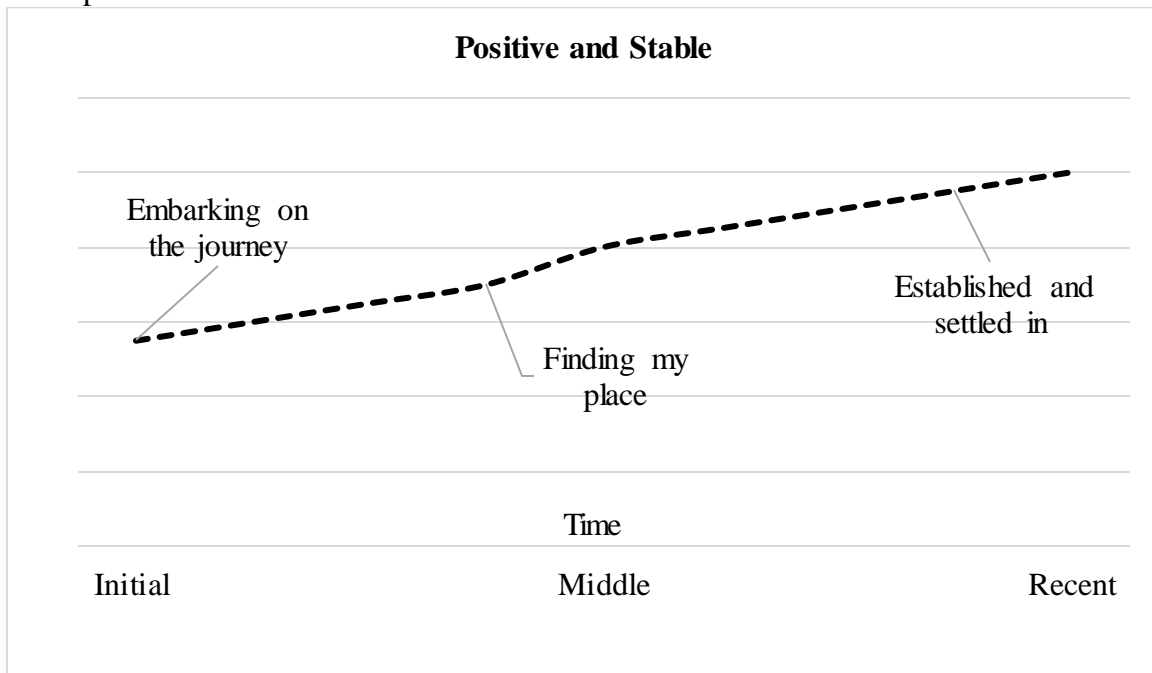 Positive and Stable
Embarking on
the journey
Established and
settled in
Finding my
place
Time
Initial
Middle
Recent